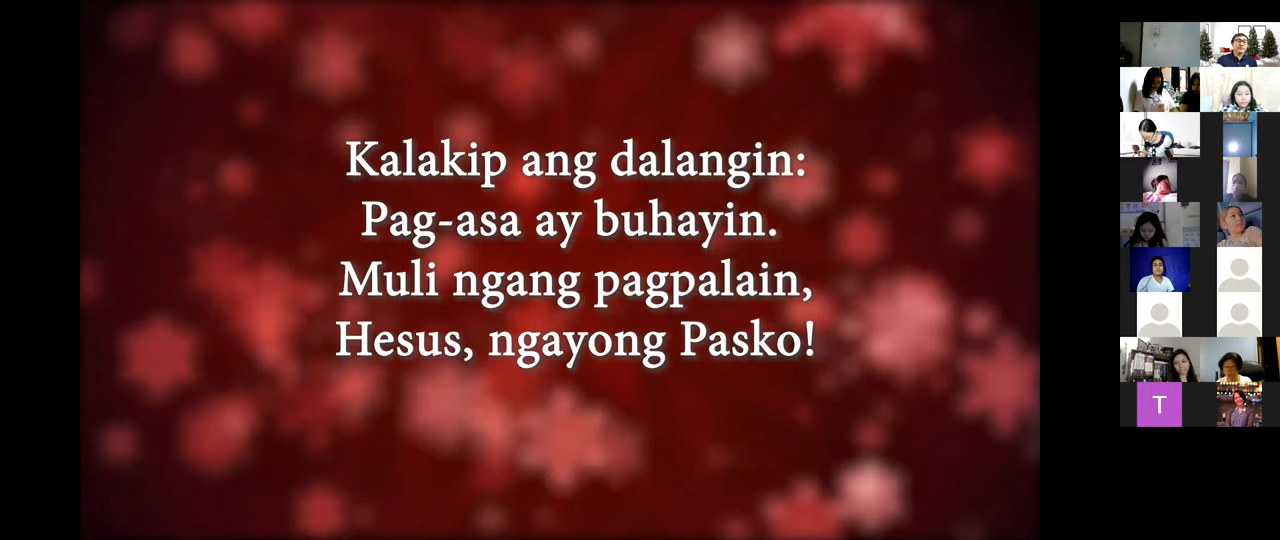 Kalakip ang dalangin:
Pag-asa ay buhayin.
Muli ngang pagpalain,
Hesus, ngayong Pasko!
T